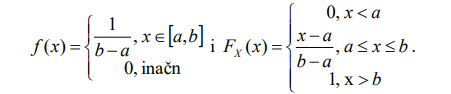 f(x) = { 1/(b−a), x ∈ [a,b]; 0, inačn i F_X(x) = { 0, x < a; (x−a)/(b−a), a ≤ x ≤ b; 1, x > b .